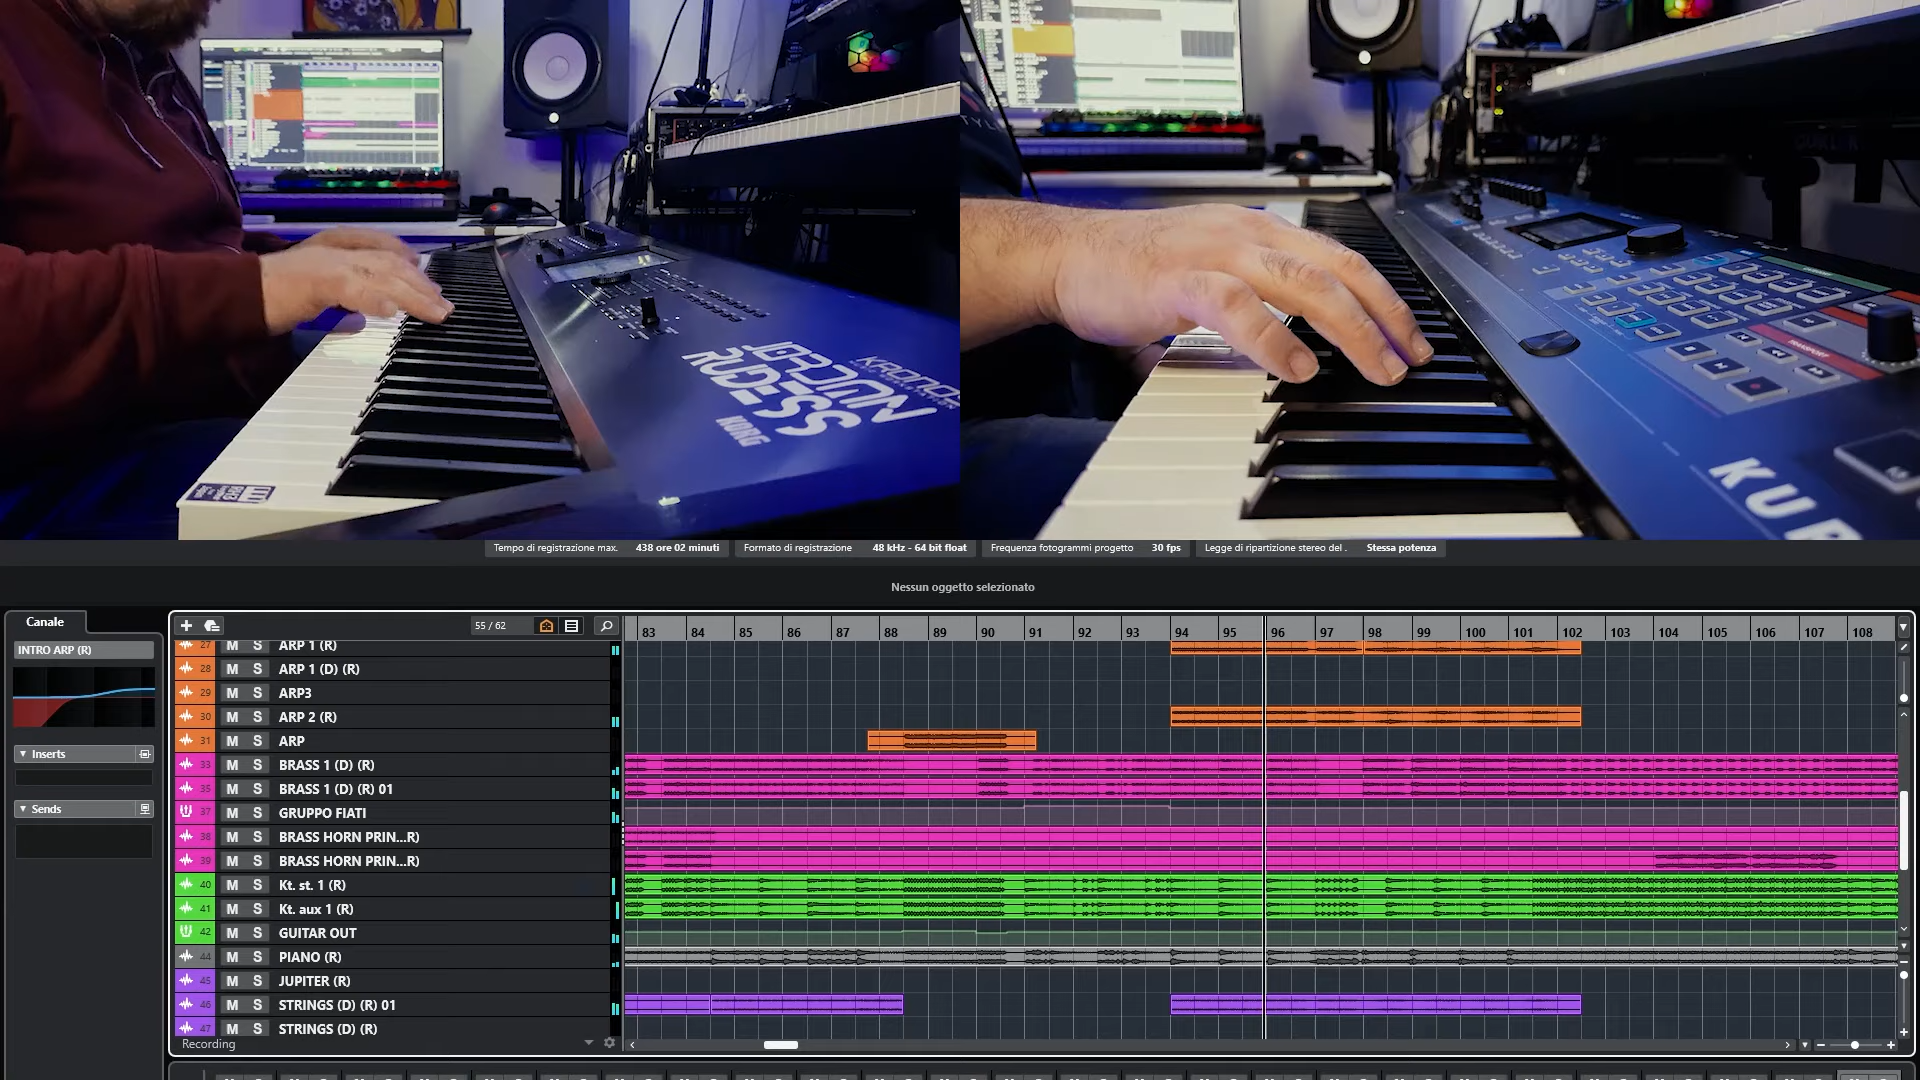 JORDAN
RUDESS
KORG
Tempo di registrazione max. 438 ore 02 minuti Formato di registrazione 48 kHz - 64 bit float Frequenza fotogrammi progetto 30 fps Legge di ripartizione stereo del . Stessa potenza
Nessun oggetto selezionato
Canale
INTRO ARP (R)
Inserts
Sends
55 / 62
83 84 85 86 87 88 89 90 91 92 93 94 95 96 97 98 99 100 101 102 103 104 105 106 107 108
27 M S ARP 1 (R)
28 M S ARP 1 (D) (R)
29 M S ARP3
30 M S ARP 2 (R)
31 M S ARP
33 M S BRASS 1 (D) (R)
35 M S BRASS 1 (D) (R) 01
37 M S GRUPPO FIATI
38 M S BRASS HORN PRIN...R)
39 M S BRASS HORN PRIN...R)
40 M S Kt. st. 1 (R)
41 M S Kt. aux 1 (R)
42 M S GUITAR OUT
44 M S PIANO (R)
45 M S JUPITER (R)
46 M S STRINGS (D) (R) 01
47 M S STRINGS (D) (R)
Recording